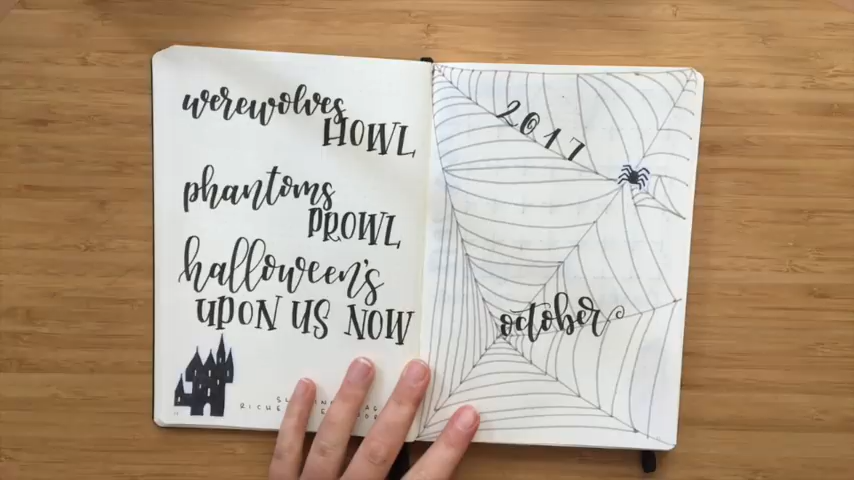 werewolves
HOWL
phantoms
PROWL
halloween's
UPON US NOW
2017
october